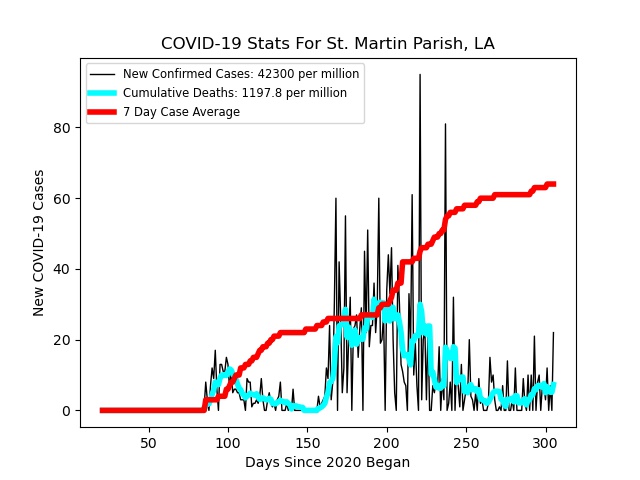 COVID-19 Stats For St. Martin Parish, LA
New Confirmed Cases: 42300 per million
Cumulative Deaths: 1197.8 per million
7 Day Case Average
New COVID-19 Cases
80
60
40
20
0
50
100
150
200
250
300
Days Since 2020 Began